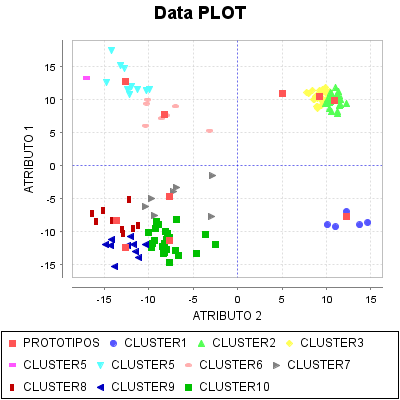 Data PLOT
ATRIBUTO 1
15
10
5
0
-5
-10
-15
-15 -10 -5 0 5 10 15
ATRIBUTO 2
PROTOTIPOS CLUSTER1 CLUSTER2 CLUSTER3
CLUSTER5 CLUSTER5 CLUSTER6 CLUSTER7
CLUSTER8 CLUSTER9 CLUSTER10